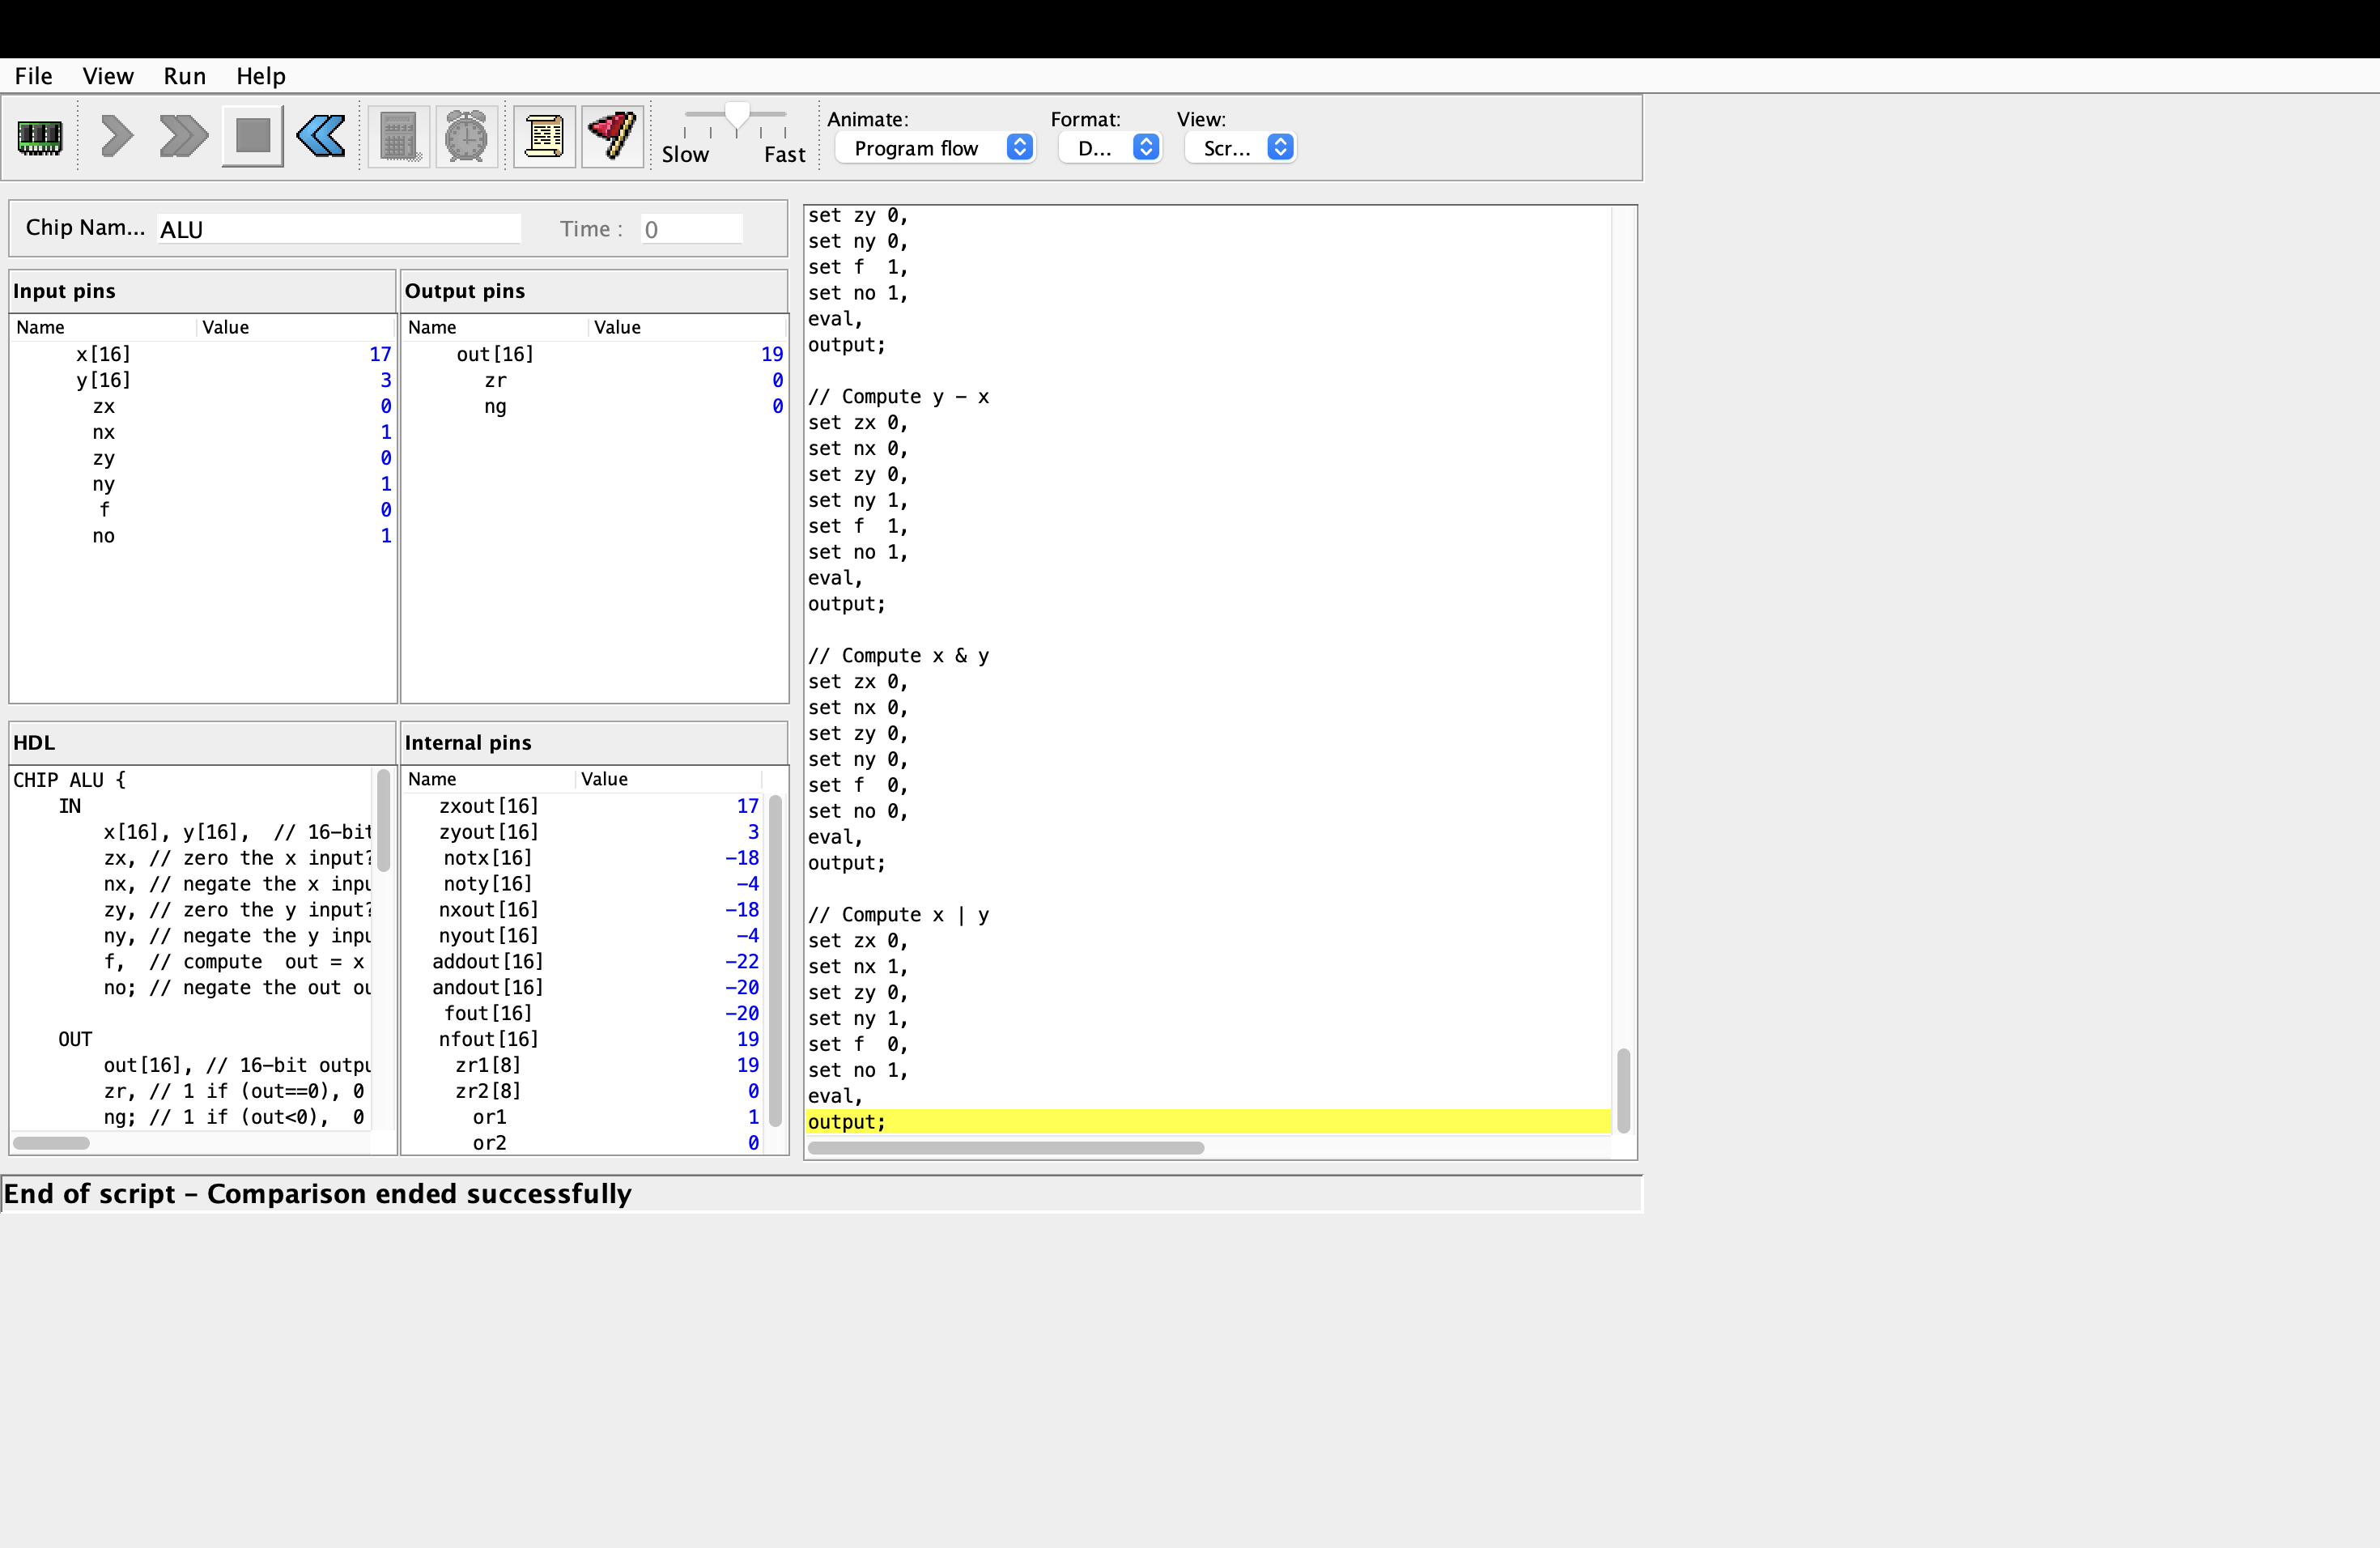 File View Run Help
Animate: Format: View:
Slow Fast Program flow D... Scr...
Chip Nam... ALU Time : 0
Input pins
Name Value
x[16] 17
y[16] 3
zx 0
nx 1
zy 0
ny 1
f 0
no 1
Output pins
Name Value
out[16] 19
zr 0
ng 0
HDL
CHIP ALU {
IN
x[16], y[16], // 16-bit
zx, // zero the x input?
nx, // negate the x inpu
zy, // zero the y input?
ny, // negate the y inpu
f, // compute out = x
no; // negate the out ou
OUT
out[16], // 16-bit outpu
zr, // 1 if (out==0), 0
ng; // 1 if (out<0), 0
Internal pins
Name Value
zxout[16] 17
zyout[16] 3
notx[16] -18
noty[16] -4
nxout[16] -18
nyout[16] -4
addout[16] -22
andout[16] -20
fout[16] -20
nfout[16] 19
zr1[8] 19
zr2[8] 0
or1 1
or2 0
set zy 0,
set ny 0,
set f 1,
set no 1,
eval,
output;
// Compute y - x
set zx 0,
set nx 0,
set zy 0,
set ny 1,
set f 1,
set no 1,
eval,
output;
// Compute x & y
set zx 0,
set nx 0,
set zy 0,
set ny 0,
set f 0,
set no 0,
eval,
output;
// Compute x | y
set zx 0,
set nx 1,
set zy 0,
set ny 1,
set f 0,
set no 1,
eval,
output;
End of script - Comparison ended successfully